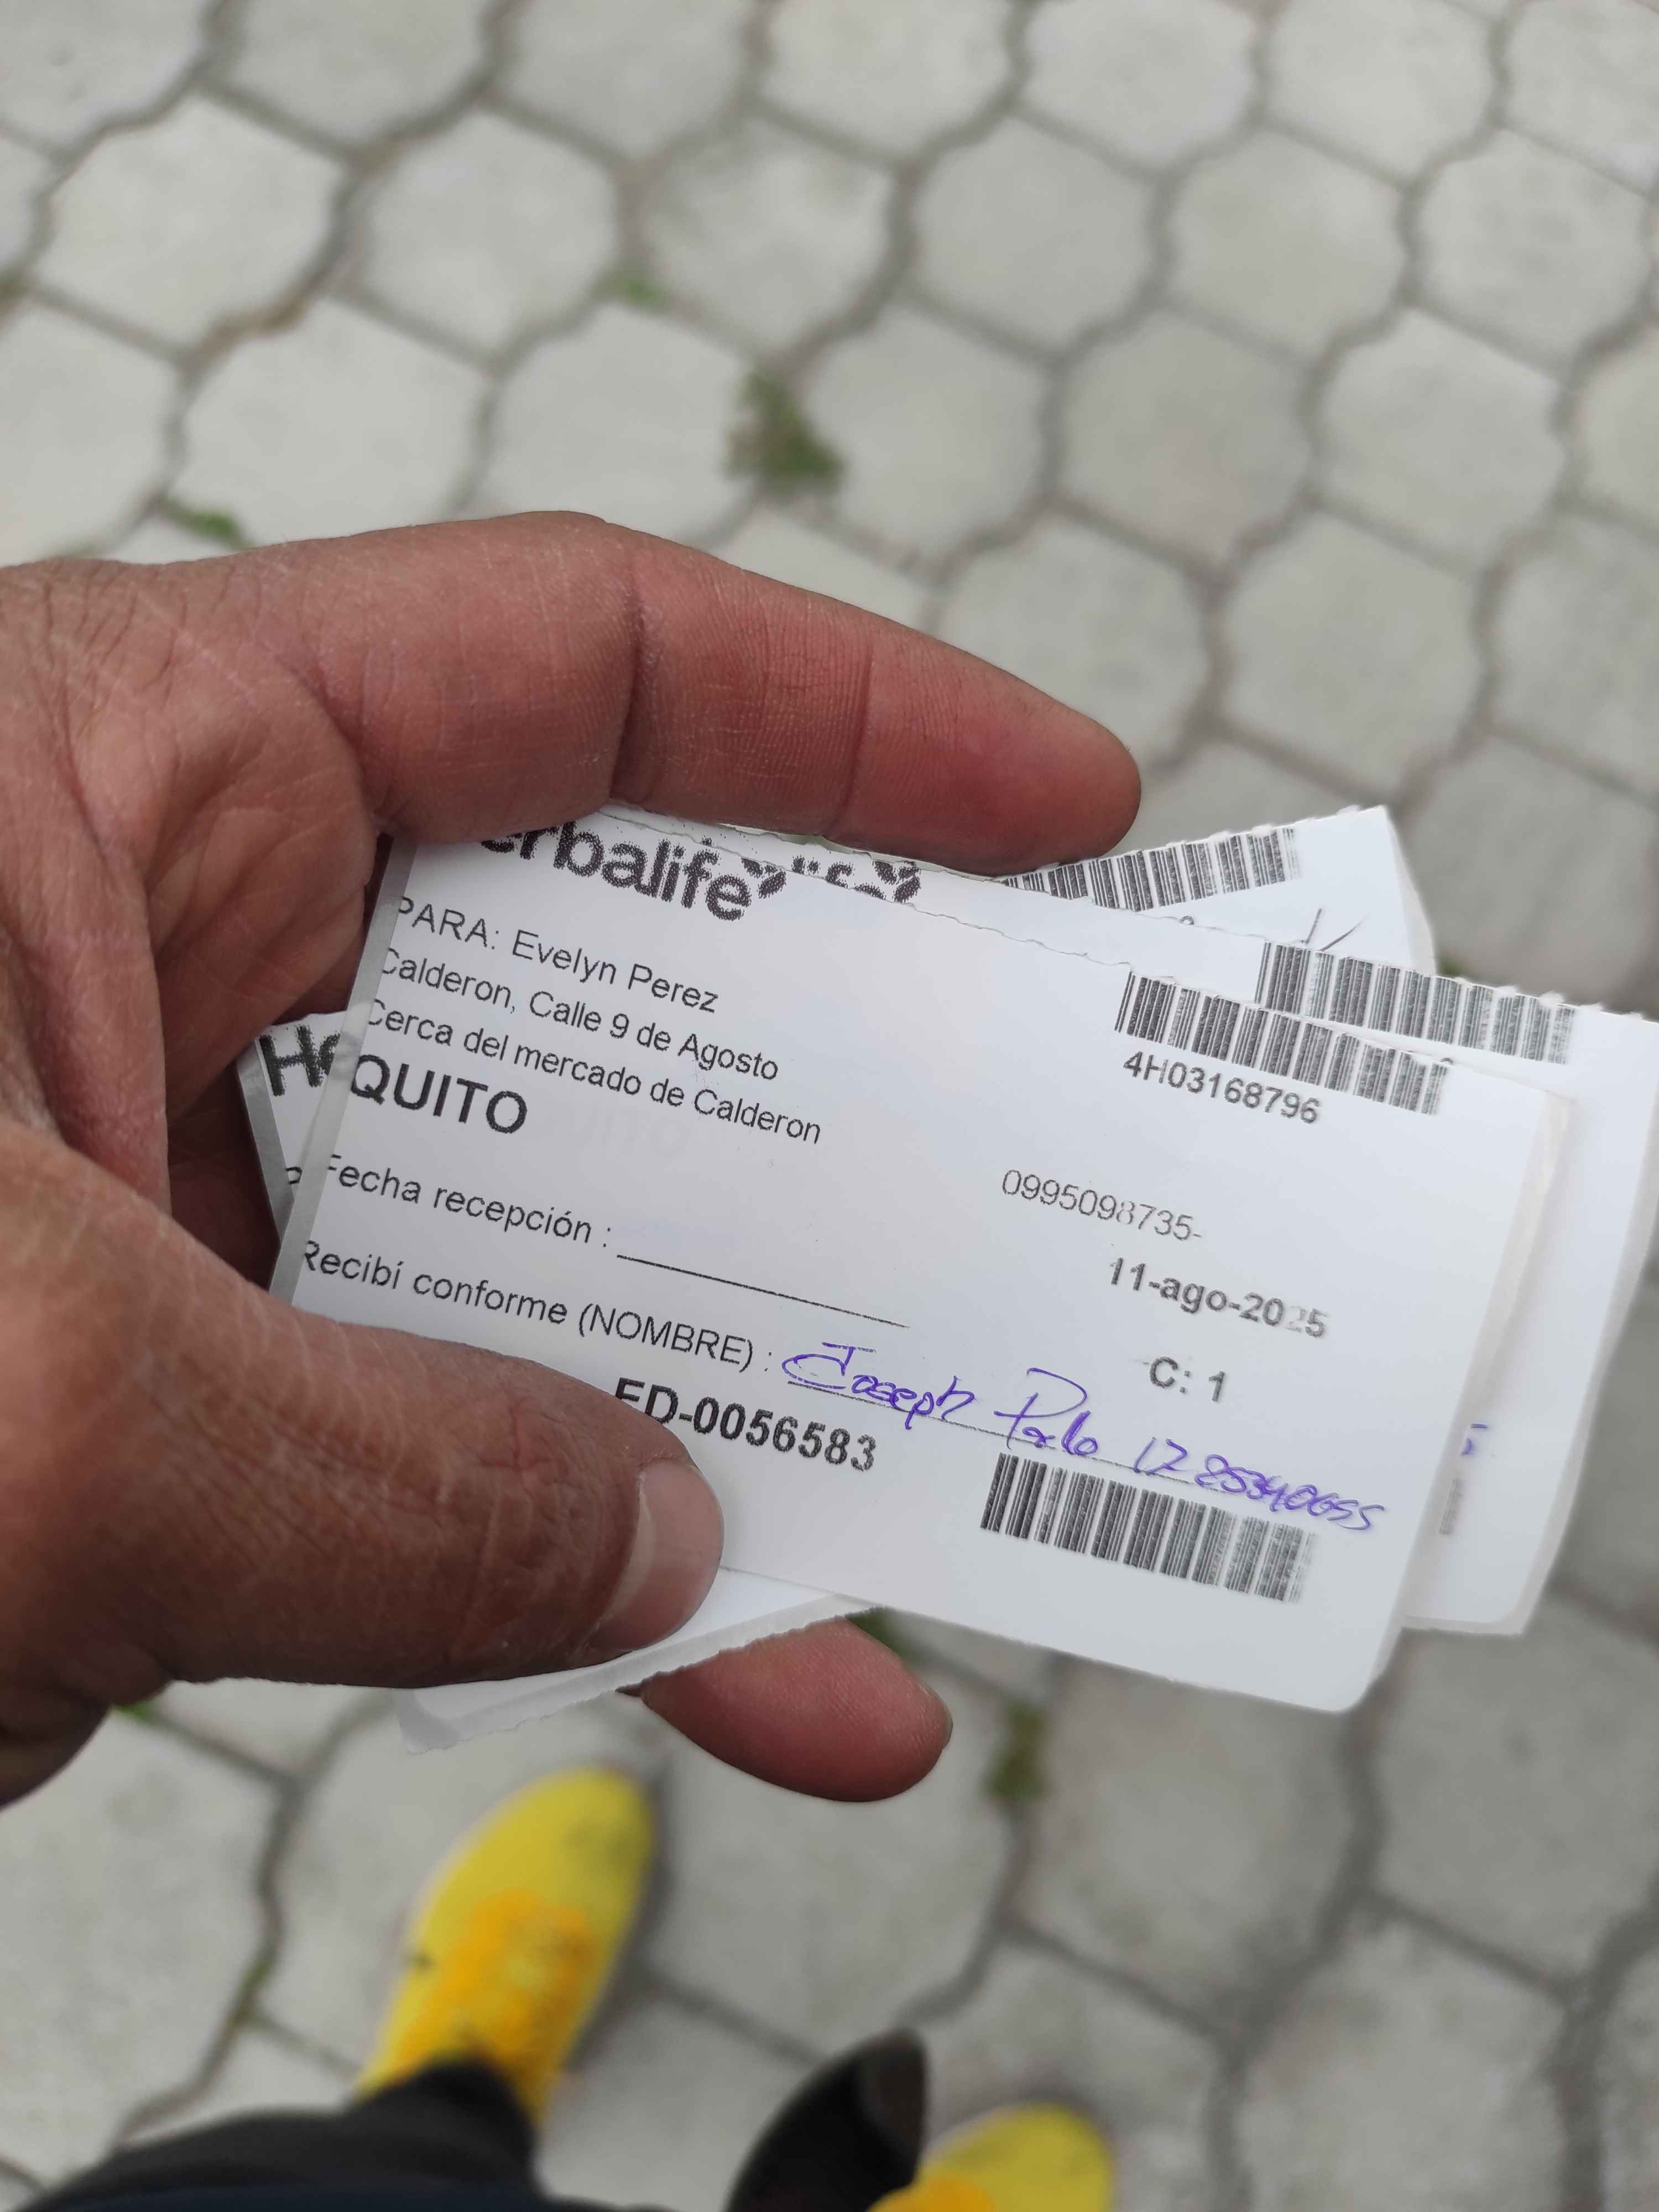 erbalife
PARA: Evelyn Perez
Calderon, Calle 9 de Agosto
Cerca del mercado de Calderon
QUITO
4H03168796
0995098735-
Fecha recepción :
11-ago-2025
Recibí conforme (NOMBRE) : Joseph
C: 1
ED-0056583